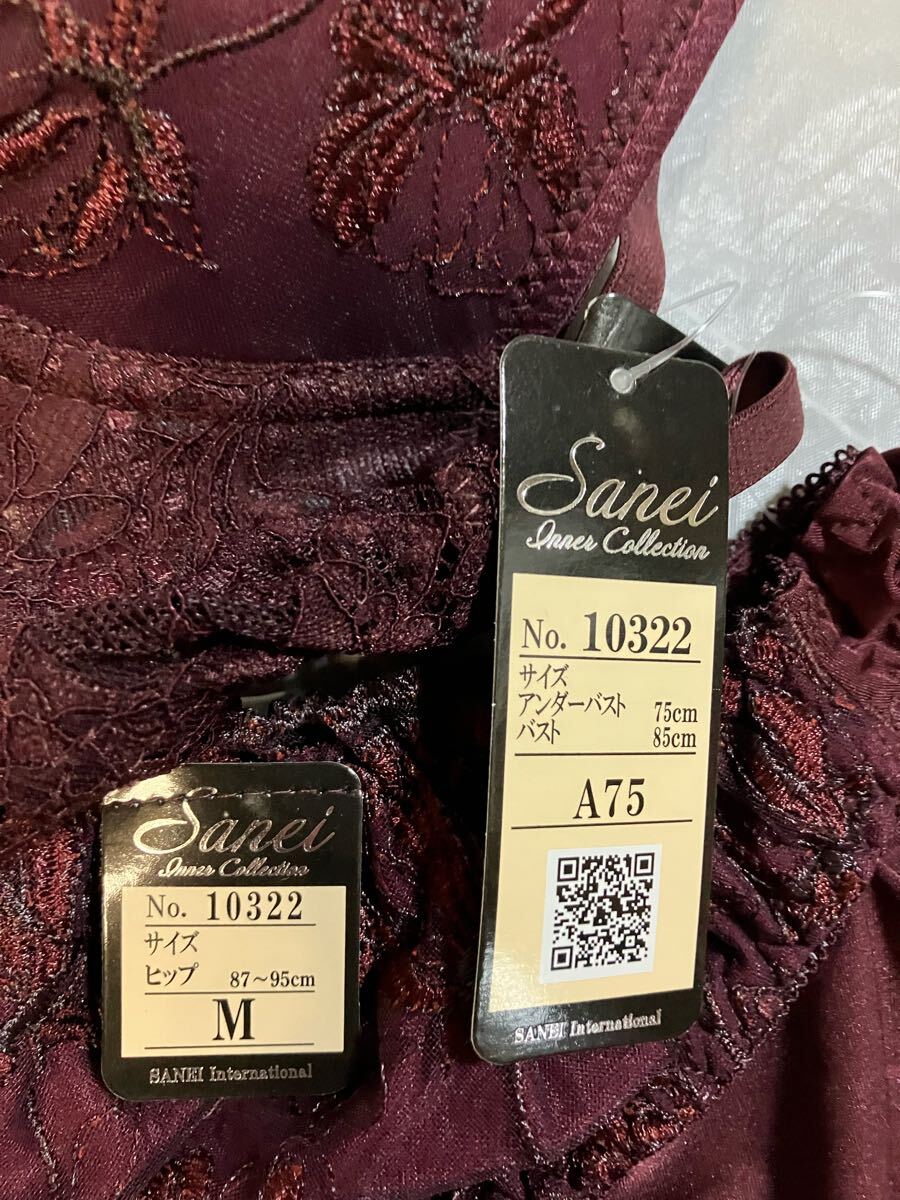 Sanei
Inner Collection
No. 10322
サイズ
アンダーバスト 75cm
バスト 85cm
A75
SANEI International
Sanei
Inner Collection
No. 10322
サイズ
ヒップ 87～95cm
M
SANEI International